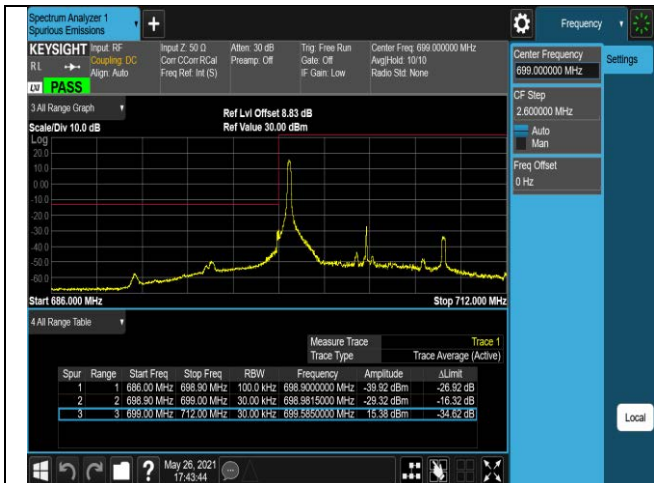 Spectrum Analyzer 1
Spurious Emissions
Frequency
KEYSIGHT
Input: RF
Input Z: 50 Ω
Atten: 30 dB
Trig: Free Run
Center Freq: 699.000000 MHz
RL
Coupling: DC
Corr CCorr RCal
Preamp: Off
Gate: Off
Avg|Hold: 10/10
Align: Auto
Freq Ref: Int (S)
IF Gain: Low
Radio Std: None
LXI
PASS
Center Frequency
699.000000 MHz
Settings
CF Step
2.600000 MHz
Auto
Man
Freq Offset
0 Hz
3 All Range Graph
Ref Lvl Offset 8.83 dB
Scale/Div 10.0 dB
Ref Value 30.00 dBm
Log
20.0
10.0
0.00
-10.0
-20.0
-30.0
-40.0
-50.0
-60.0
Start 686.000 MHz
Stop 712.000 MHz
4 All Range Table
Measure Trace
Trace 1
Trace Type
Trace Average (Active)
Spur Range Start Freq Stop Freq RBW Frequency Amplitude ΔLimit
1 1 686.00 MHz 698.90 MHz 100.0 kHz 698.9000000 MHz -39.92 dBm -26.92 dB
2 2 698.90 MHz 699.00 MHz 30.00 kHz 698.9815000 MHz -29.32 dBm -16.32 dB
3 3 699.00 MHz 712.00 MHz 30.00 kHz 699.5850000 MHz 15.38 dBm -34.62 dB
Local
May 26, 2021
17:43:44